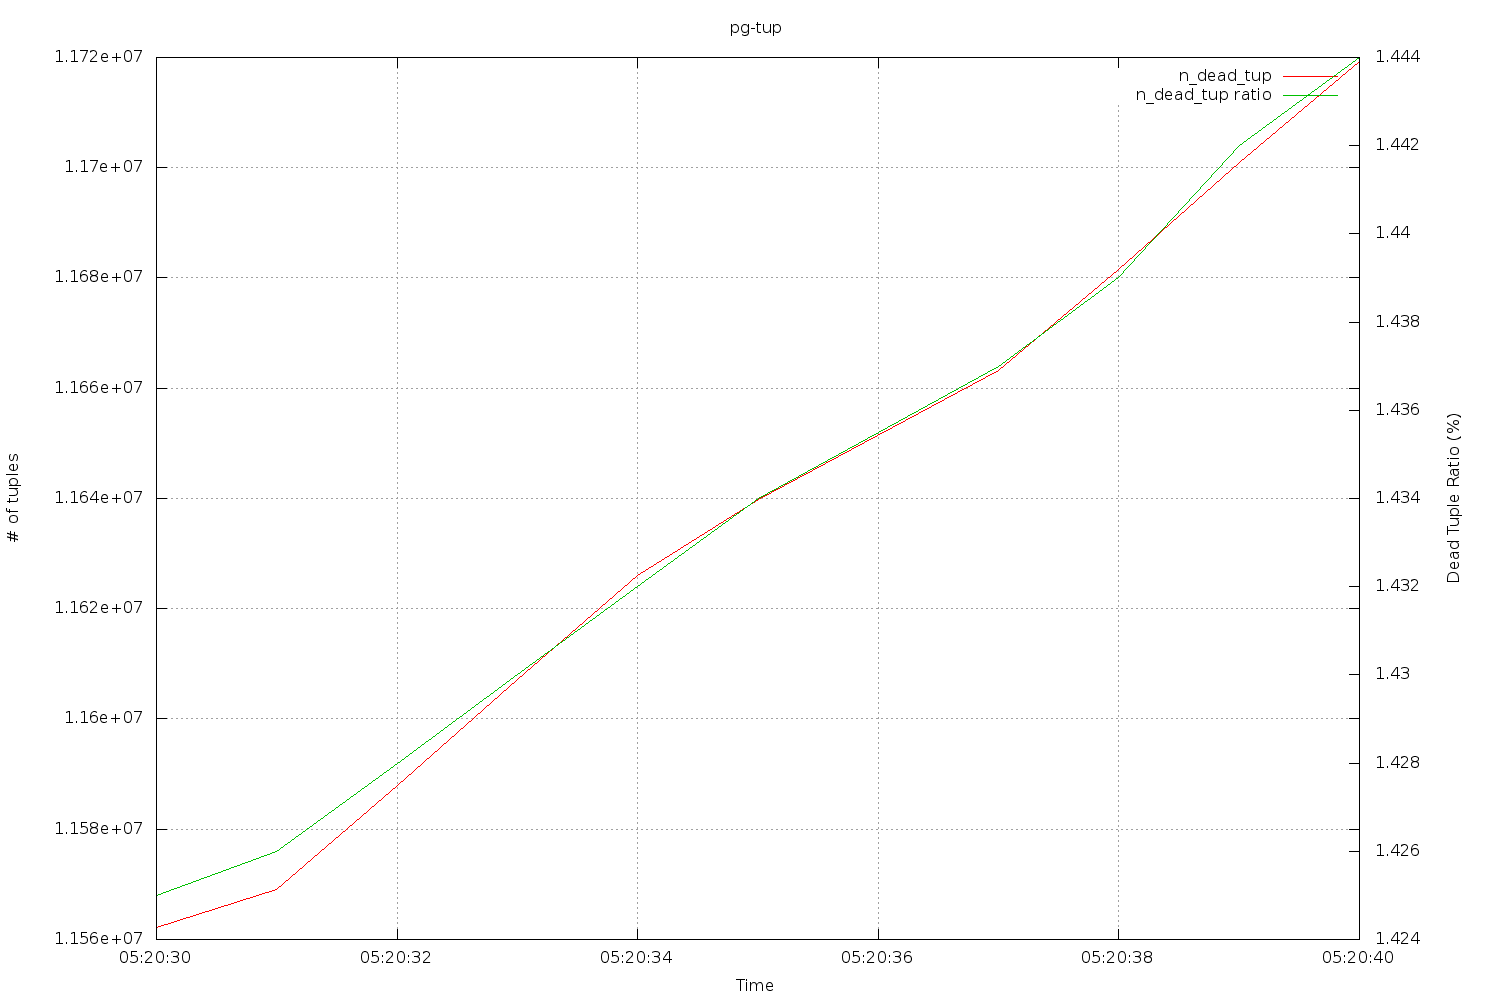 pg-tup
n_dead_tup
n_dead_tup ratio
1.172e+07
1.17e+07
1.168e+07
1.166e+07
1.164e+07
1.162e+07
1.16e+07
1.158e+07
1.156e+07
# of tuples
1.444
1.442
1.44
1.438
1.436
1.434
1.432
1.43
1.428
1.426
1.424
Dead Tuple Ratio (%)
05:20:30 05:20:32 05:20:34 05:20:36 05:20:38 05:20:40
Time